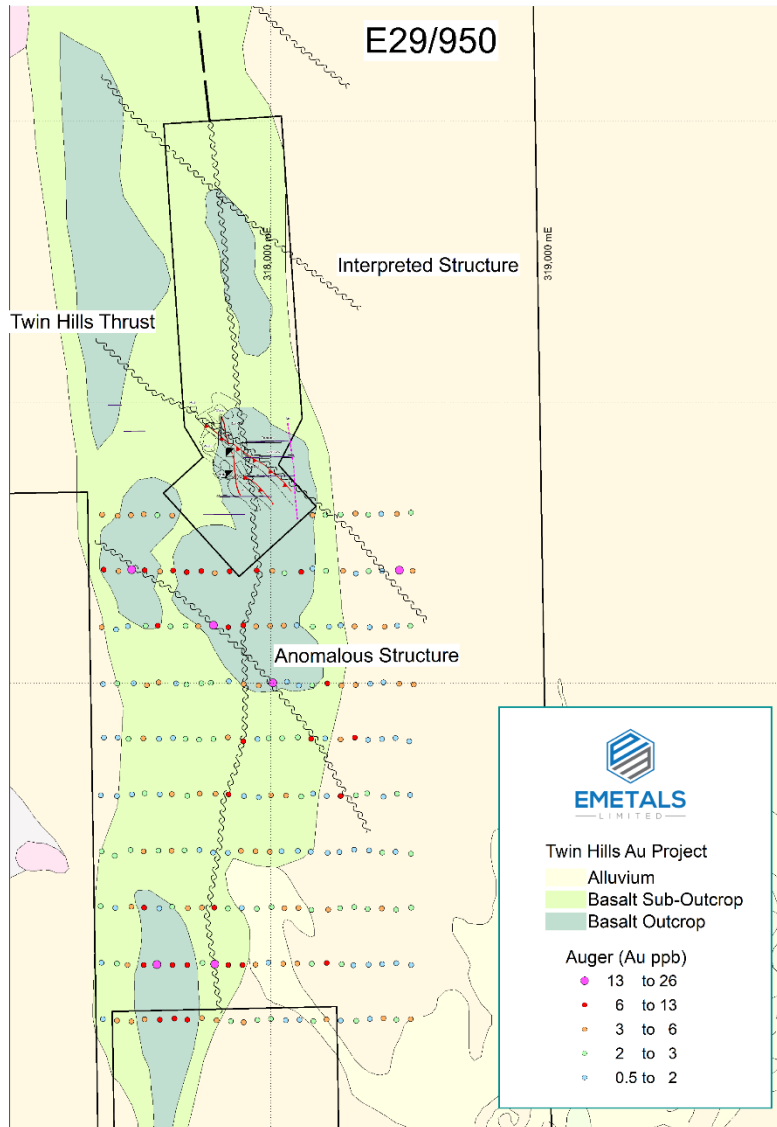 E29/950
318,000 mE
319,000 mE
Interpreted Structure
Twin Hills Thrust
Anomalous Structure
EMETALS
LIMITED
Twin Hills Au Project
Alluvium
Basalt Sub-Outcrop
Basalt Outcrop
Auger (Au ppb)
13 to 26
6 to 13
3 to 6
2 to 3
0.5 to 2